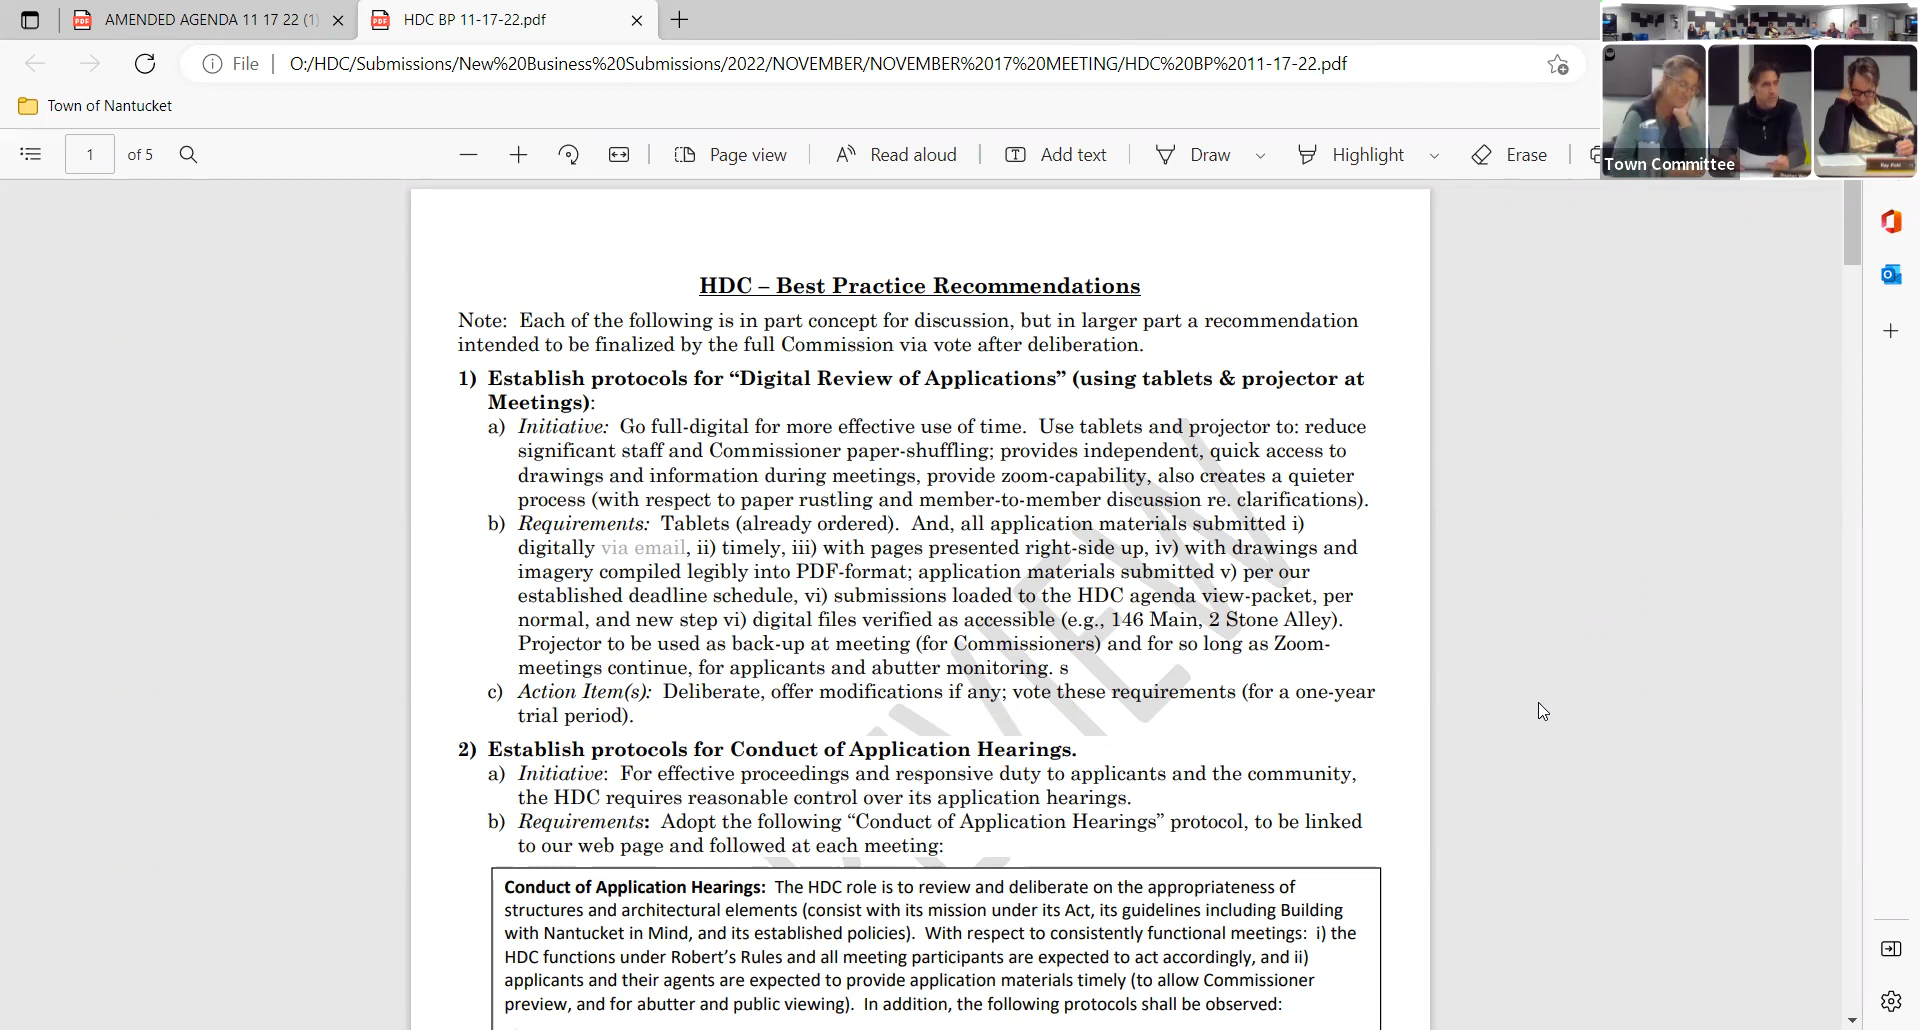 AMENDED AGENDA 11 17 22 (1)
HDC BP 11-17-22.pdf
File
O:/HDC/Submissions/New%20Business%20Submissions/2022/NOVEMBER/NOVEMBER%2017%20MEETING/HDC%20BP%2011-17-22.pdf
Town of Nantucket
1 of 5
Page view
Read aloud
Add text
Draw
Highlight
Erase
Town Committee
HDC – Best Practice Recommendations
Note: Each of the following is in part concept for discussion, but in larger part a recommendation
intended to be finalized by the full Commission via vote after deliberation.
1) Establish protocols for “Digital Review of Applications” (using tablets & projector at
Meetings):
a) Initiative: Go full-digital for more effective use of time. Use tablets and projector to: reduce
significant staff and Commissioner paper-shuffling; provides independent, quick access to
drawings and information during meetings, provide zoom-capability, also creates a quieter
process (with respect to paper rustling and member-to-member discussion re. clarifications).
b) Requirements: Tablets (already ordered). And, all application materials submitted i)
digitally via email, ii) timely, iii) with pages presented right-side up, iv) with drawings and
imagery compiled legibly into PDF-format; application materials submitted v) per our
established deadline schedule, vi) submissions loaded to the HDC agenda view-packet, per
normal, and new step vi) digital files verified as accessible (e.g., 146 Main, 2 Stone Alley).
Projector to be used as back-up at meeting (for Commissioners) and for so long as Zoom-
meetings continue, for applicants and abutter monitoring. s
c) Action Item(s): Deliberate, offer modifications if any; vote these requirements (for a one-year
trial period).
2) Establish protocols for Conduct of Application Hearings.
a) Initiative: For effective proceedings and responsive duty to applicants and the community,
the HDC requires reasonable control over its application hearings.
b) Requirements: Adopt the following “Conduct of Application Hearings” protocol, to be linked
to our web page and followed at each meeting:
Conduct of Application Hearings: The HDC role is to review and deliberate on the appropriateness of
structures and architectural elements (consist with its mission under its Act, its guidelines including Building
with Nantucket in Mind, and its established policies). With respect to consistently functional meetings: i) the
HDC functions under Robert’s Rules and all meeting participants are expected to act accordingly, and ii)
applicants and their agents are expected to provide application materials timely (to allow Commissioner
preview, and for abutter and public viewing). In addition, the following protocols shall be observed: